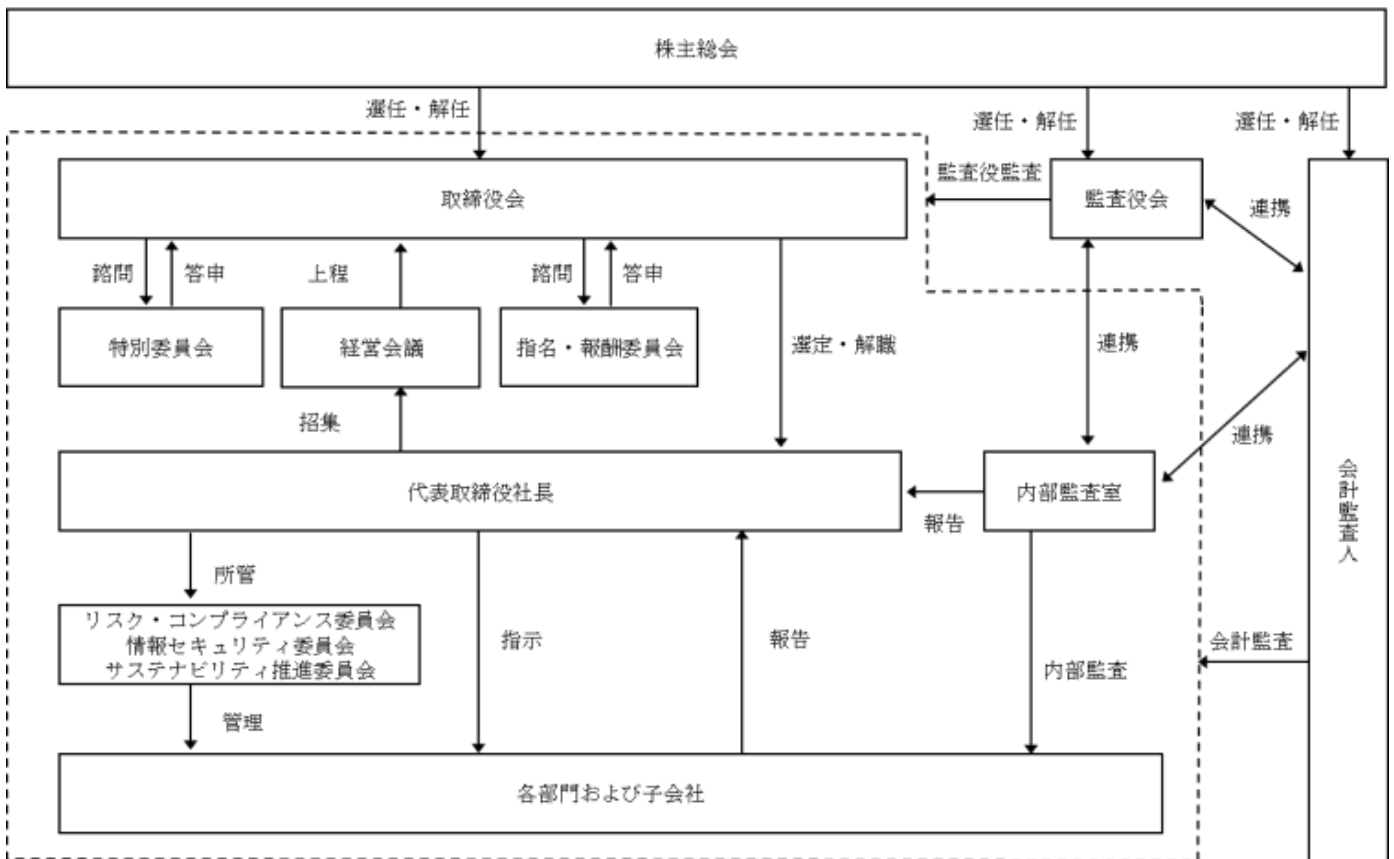 株主総会
選任・解任
選任・解任
選任・解任
取締役会
監査役監査
監査役会
連携
諮問
答申
上程
諮問
答申
特別委員会
経営会議
指名・報酬委員会
選定・解職
連携
招集
連携
代表取締役社長
報告
内部監査室
会計監査人
所管
リスク・コンプライアンス委員会
情報セキュリティ委員会
サステナビリティ推進委員会
指示
報告
内部監査
会計監査
管理
各部門および子会社